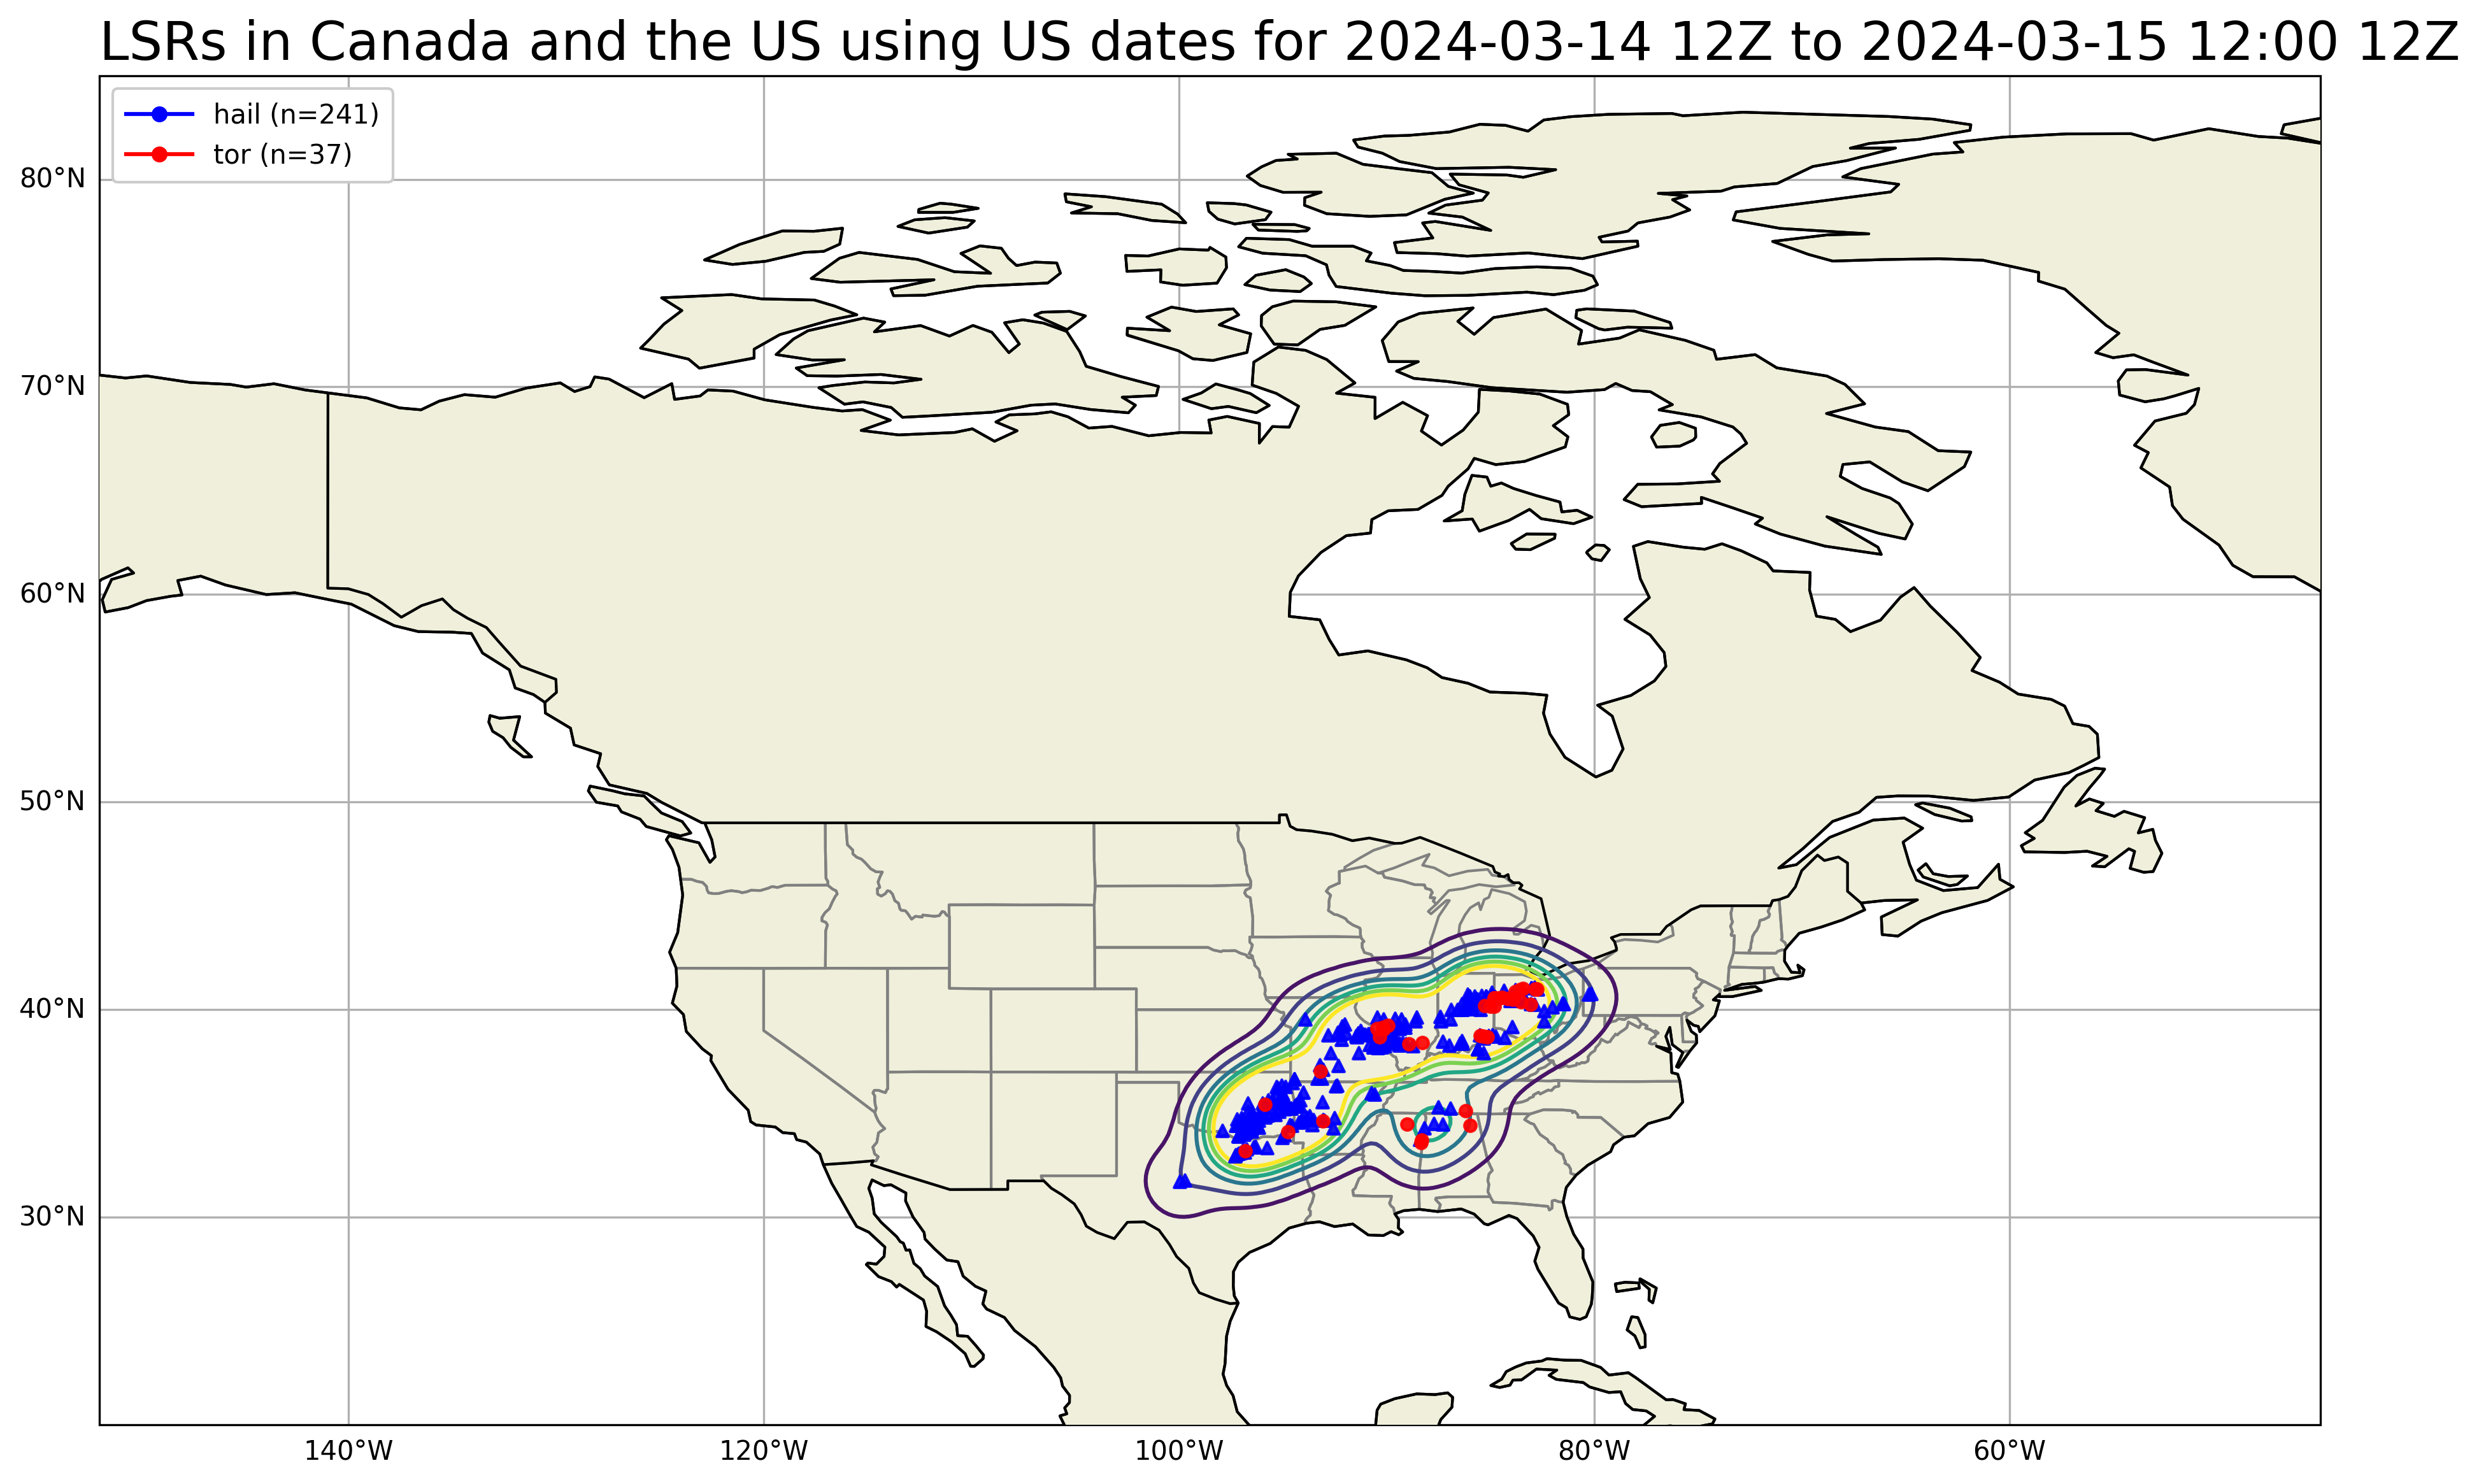 LSRs in Canada and the US using US dates for 2024-03-14 12Z to 2024-03-15 12:00 12Z
hail (n=241)
tor (n=37)
80°N
70°N
60°N
50°N
40°N
30°N
140°W
120°W
100°W
80°W
60°W